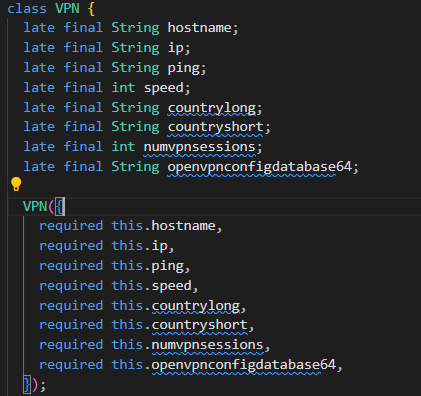 class VPN {
late final String hostname;
late final String ip;
late final String ping;
late final int speed;
late final String countrylong;
late final String countryshort;
late final int numvpnsessions;
late final String openvpnconfigdatabase64;
VPN({
required this.hostname,
required this.ip,
required this.ping,
required this.speed,
required this.countrylong,
required this.countryshort,
required this.numvpnsessions,
required this.openvpnconfigdatabase64,
});